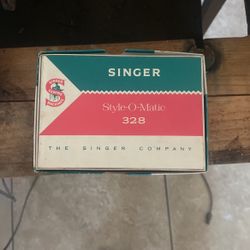 SINGER
S
Style-O-Matic
328
THE SINGER COMPANY